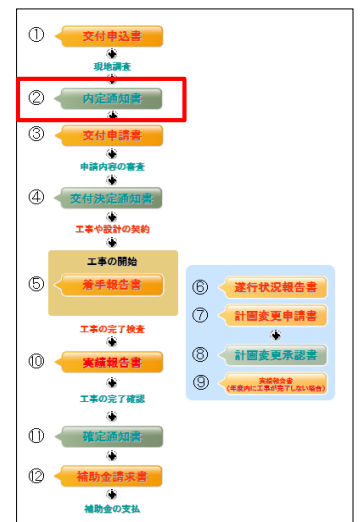 ① 交付申込書
現地調査
② 内定通知書
③ 交付申請書
申請内容の審査
④ 交付決定通知書
工事や設計の契約
工事の開始
⑤ 着手報告書
工事の完了検査
⑩ 実績報告書
工事の完了確認
⑪ 確定通知書
⑫ 補助金請求書
補助金の支払
⑥ 遂行状況報告書
⑦ 計画変更申請書
⑧ 計画変更承認書
⑨ 実績報告書
(年度内に工事が完了しない場合)